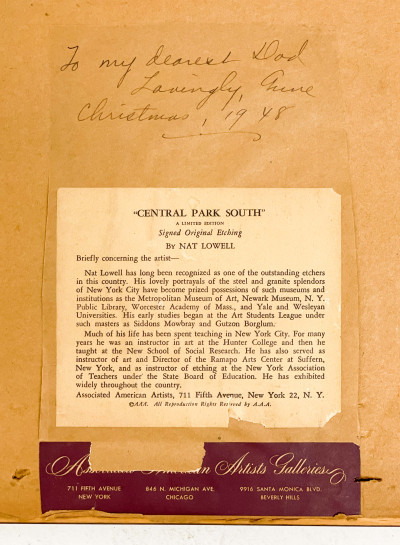 To my dearest Dad
Lovingly, Anne
Christmas, 1948
"CENTRAL PARK SOUTH"
A LIMITED EDITION
Signed Original Etching
By NAT LOWELL
Briefly concerning the artist—
Nat Lowell has long been recognized as one of the outstanding etchers
in this country. His lovely portrayals of the steel and granite splendors
of New York City have become prized possessions of such museums and
institutions as the Metropolitan Museum of Art, Newark Museum, N. Y.
Public Library, Worcester Academy of Mass., and Yale and Wesleyan
Universities. His early studies began at the Art Students League under
such masters as Siddons Mowbray and Gutzon Borglum.
Much of his life has been spent teaching in New York City. For many
years he was an instructor in art at the Hunter College and then he
taught at the New School of Social Research. He has also served as
instructor of art and Director of the Ramapo Arts Center at Suffern,
New York, and as instructor of etching at the New York Association
of Teachers under the State Board of Education. He has exhibited
widely throughout the country.
Associated American Artists, 711 Fifth Avenue, New York 22, N. Y.
©AAA. All Reproduction Rights Reserved by A.A.A.
American Artists Galleries
711 FIFTH AVENUE
NEW YORK
846 N. MICHIGAN AVE.
CHICAGO
9916 SANTA MONICA BLVD.
BEVERLY HILLS